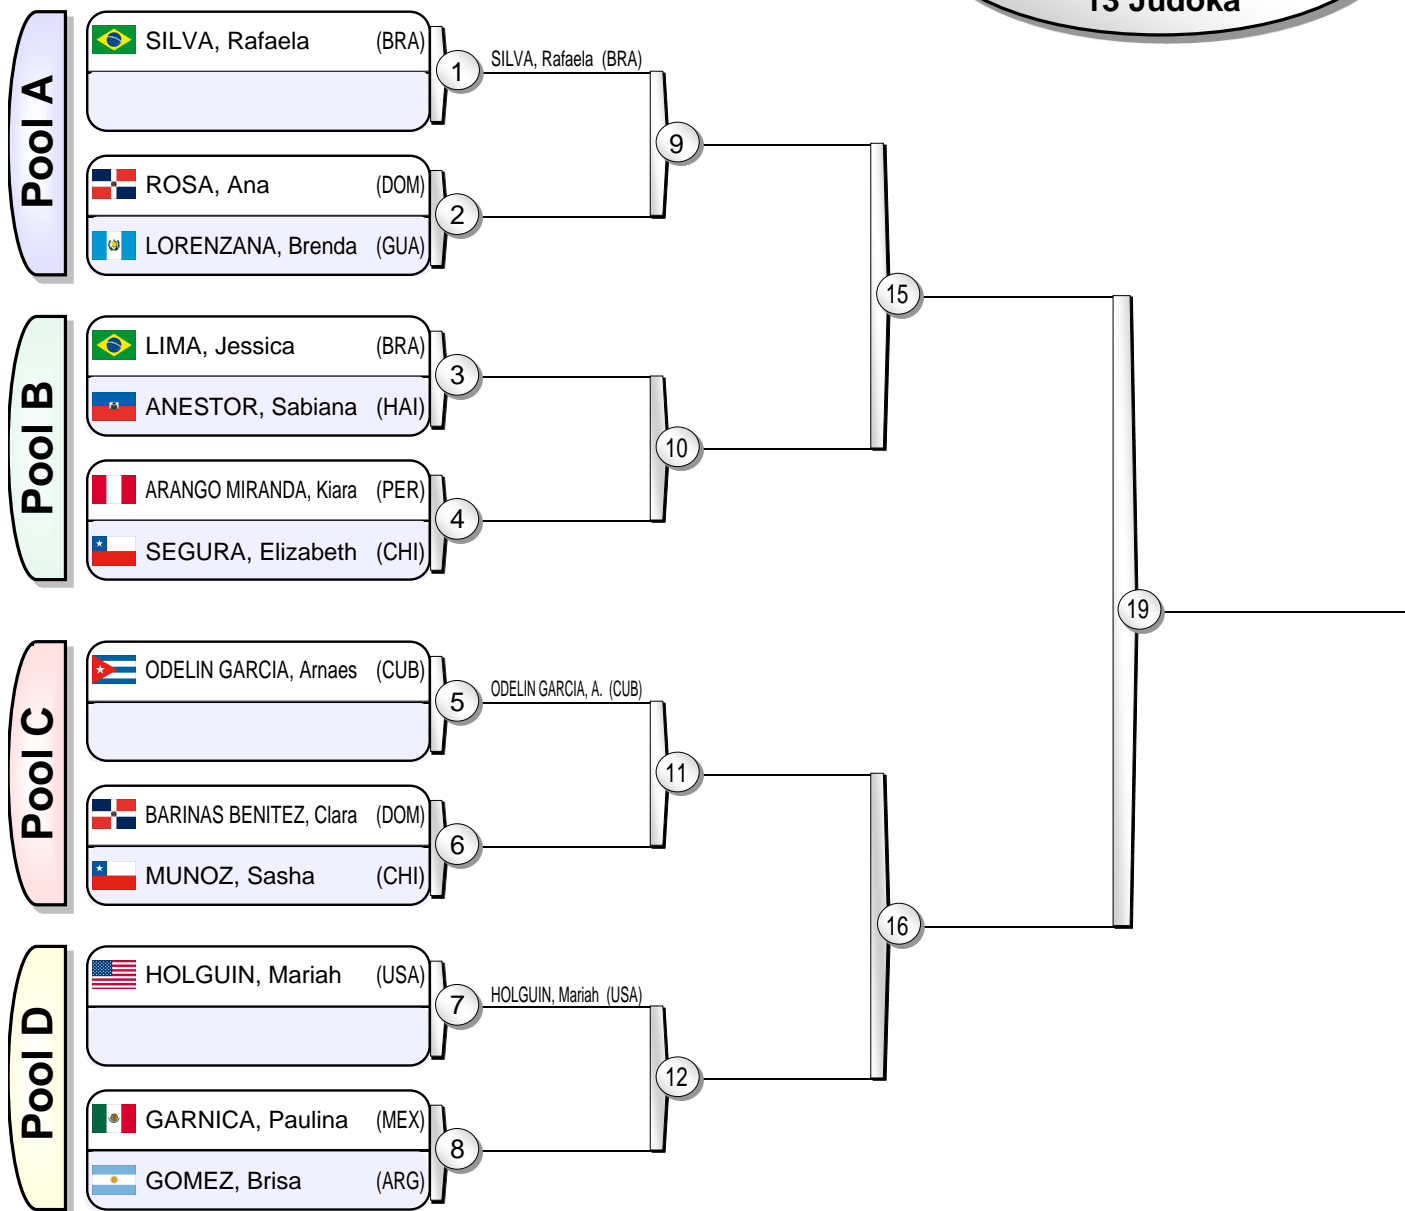 13 Judoka
Pool A
SILVA, Rafaela (BRA)
1
SILVA, Rafaela (BRA)
9
ROSA, Ana (DOM)
2
LORENZANA, Brenda (GUA)
15
Pool B
LIMA, Jessica (BRA)
3
ANESTOR, Sabiana (HAI)
10
ARANGO MIRANDA, Kiara (PER)
4
SEGURA, Elizabeth (CHI)
19
Pool C
ODELIN GARCIA, Arnaes (CUB)
5
ODELIN GARCIA, A. (CUB)
11
BARINAS BENITEZ, Clara (DOM)
6
MUNOZ, Sasha (CHI)
16
Pool D
HOLGUIN, Mariah (USA)
7
HOLGUIN, Mariah (USA)
12
GARNICA, Paulina (MEX)
8
GOMEZ, Brisa (ARG)